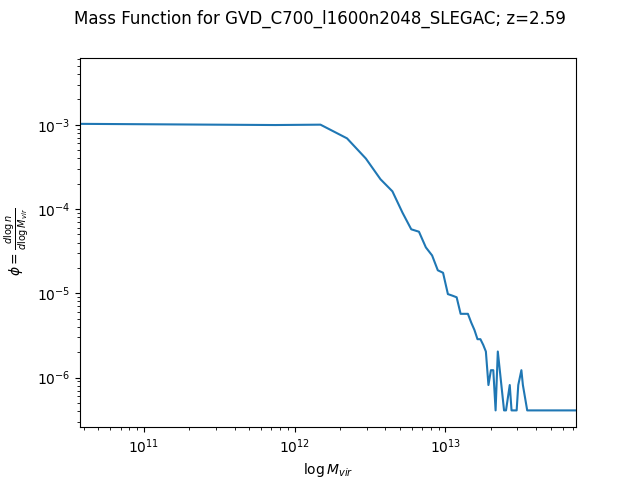 Mass Function for GVD_C700_l1600n2048_SLEGAC; z=2.59
10⁻³
10⁻⁴
10⁻⁵
10⁻⁶
ϕ = d log n / d log M_vir
10¹¹ 10¹² 10¹³
log M_vir